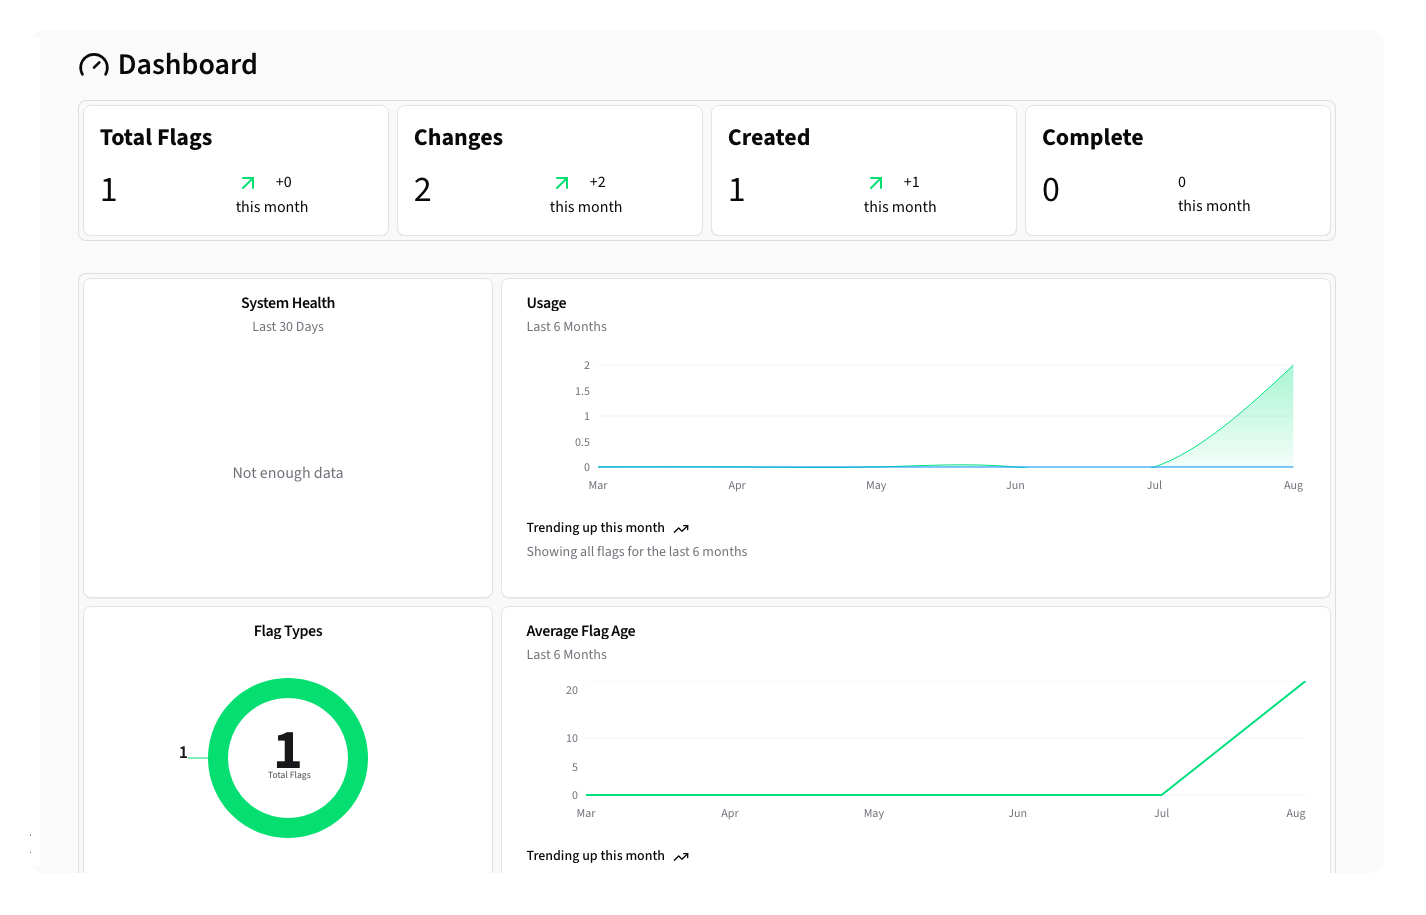 Dashboard
Total Flags
1
+0
this month
Changes
2
+2
this month
Created
1
+1
this month
Complete
0
0
this month
System Health
Last 30 Days
Not enough data
Usage
Last 6 Months
2
1.5
1
0.5
0
Mar Apr May Jun Jul Aug
Trending up this month
Showing all flags for the last 6 months
Flag Types
1
1
Total Flags
Average Flag Age
Last 6 Months
20
10
5
0
Mar Apr May Jun Jul Aug
Trending up this month